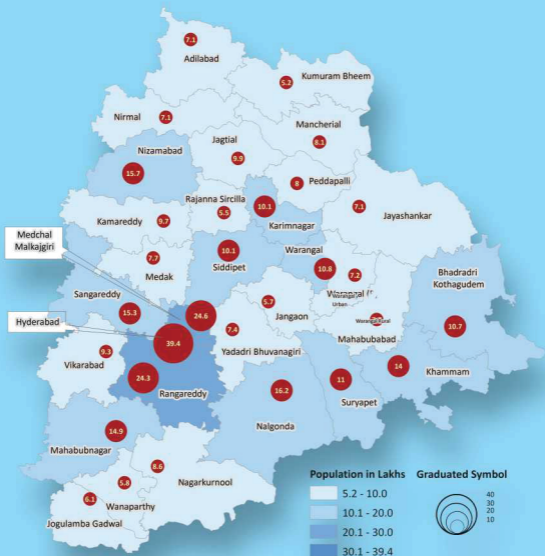 7.1
Adilabad
Kumuram Bheem
5.2
Nirmal
7.1
Mancherial
8.1
Jagtial
9.9
Nizamabad
15.7
8
Peddapalli
Rajanna Sircilla
5.5
10.1
Karimnagar
7.1
Jayashankar
Kamareddy
9.7
Medchal
Malkajgiri
7.7
Medak
10.1
Siddipet
Warangal
10.8
7.2
Urban
Bhadradri
Kothagudem
10.7
Sangareddy
15.3
24.6
5.7
Jangaon
Warangal Rural
Mahabubabad
Hyderabad
39.4
7.4
Yadadri Bhuvanagiri
9.3
Vikarabad
24.3
Rangareddy
16.2
Nalgonda
11
Suryapet
14
Khammam
14.9
Mahabubnagar
8.6
Nagarkurnool
5.8
Wanaparthy
6.1
Jogulamba Gadwal
Population in Lakhs
5.2 - 10.0
10.1 - 20.0
20.1 - 30.0
30.1 - 39.4
Graduated Symbol
40
30
20
10